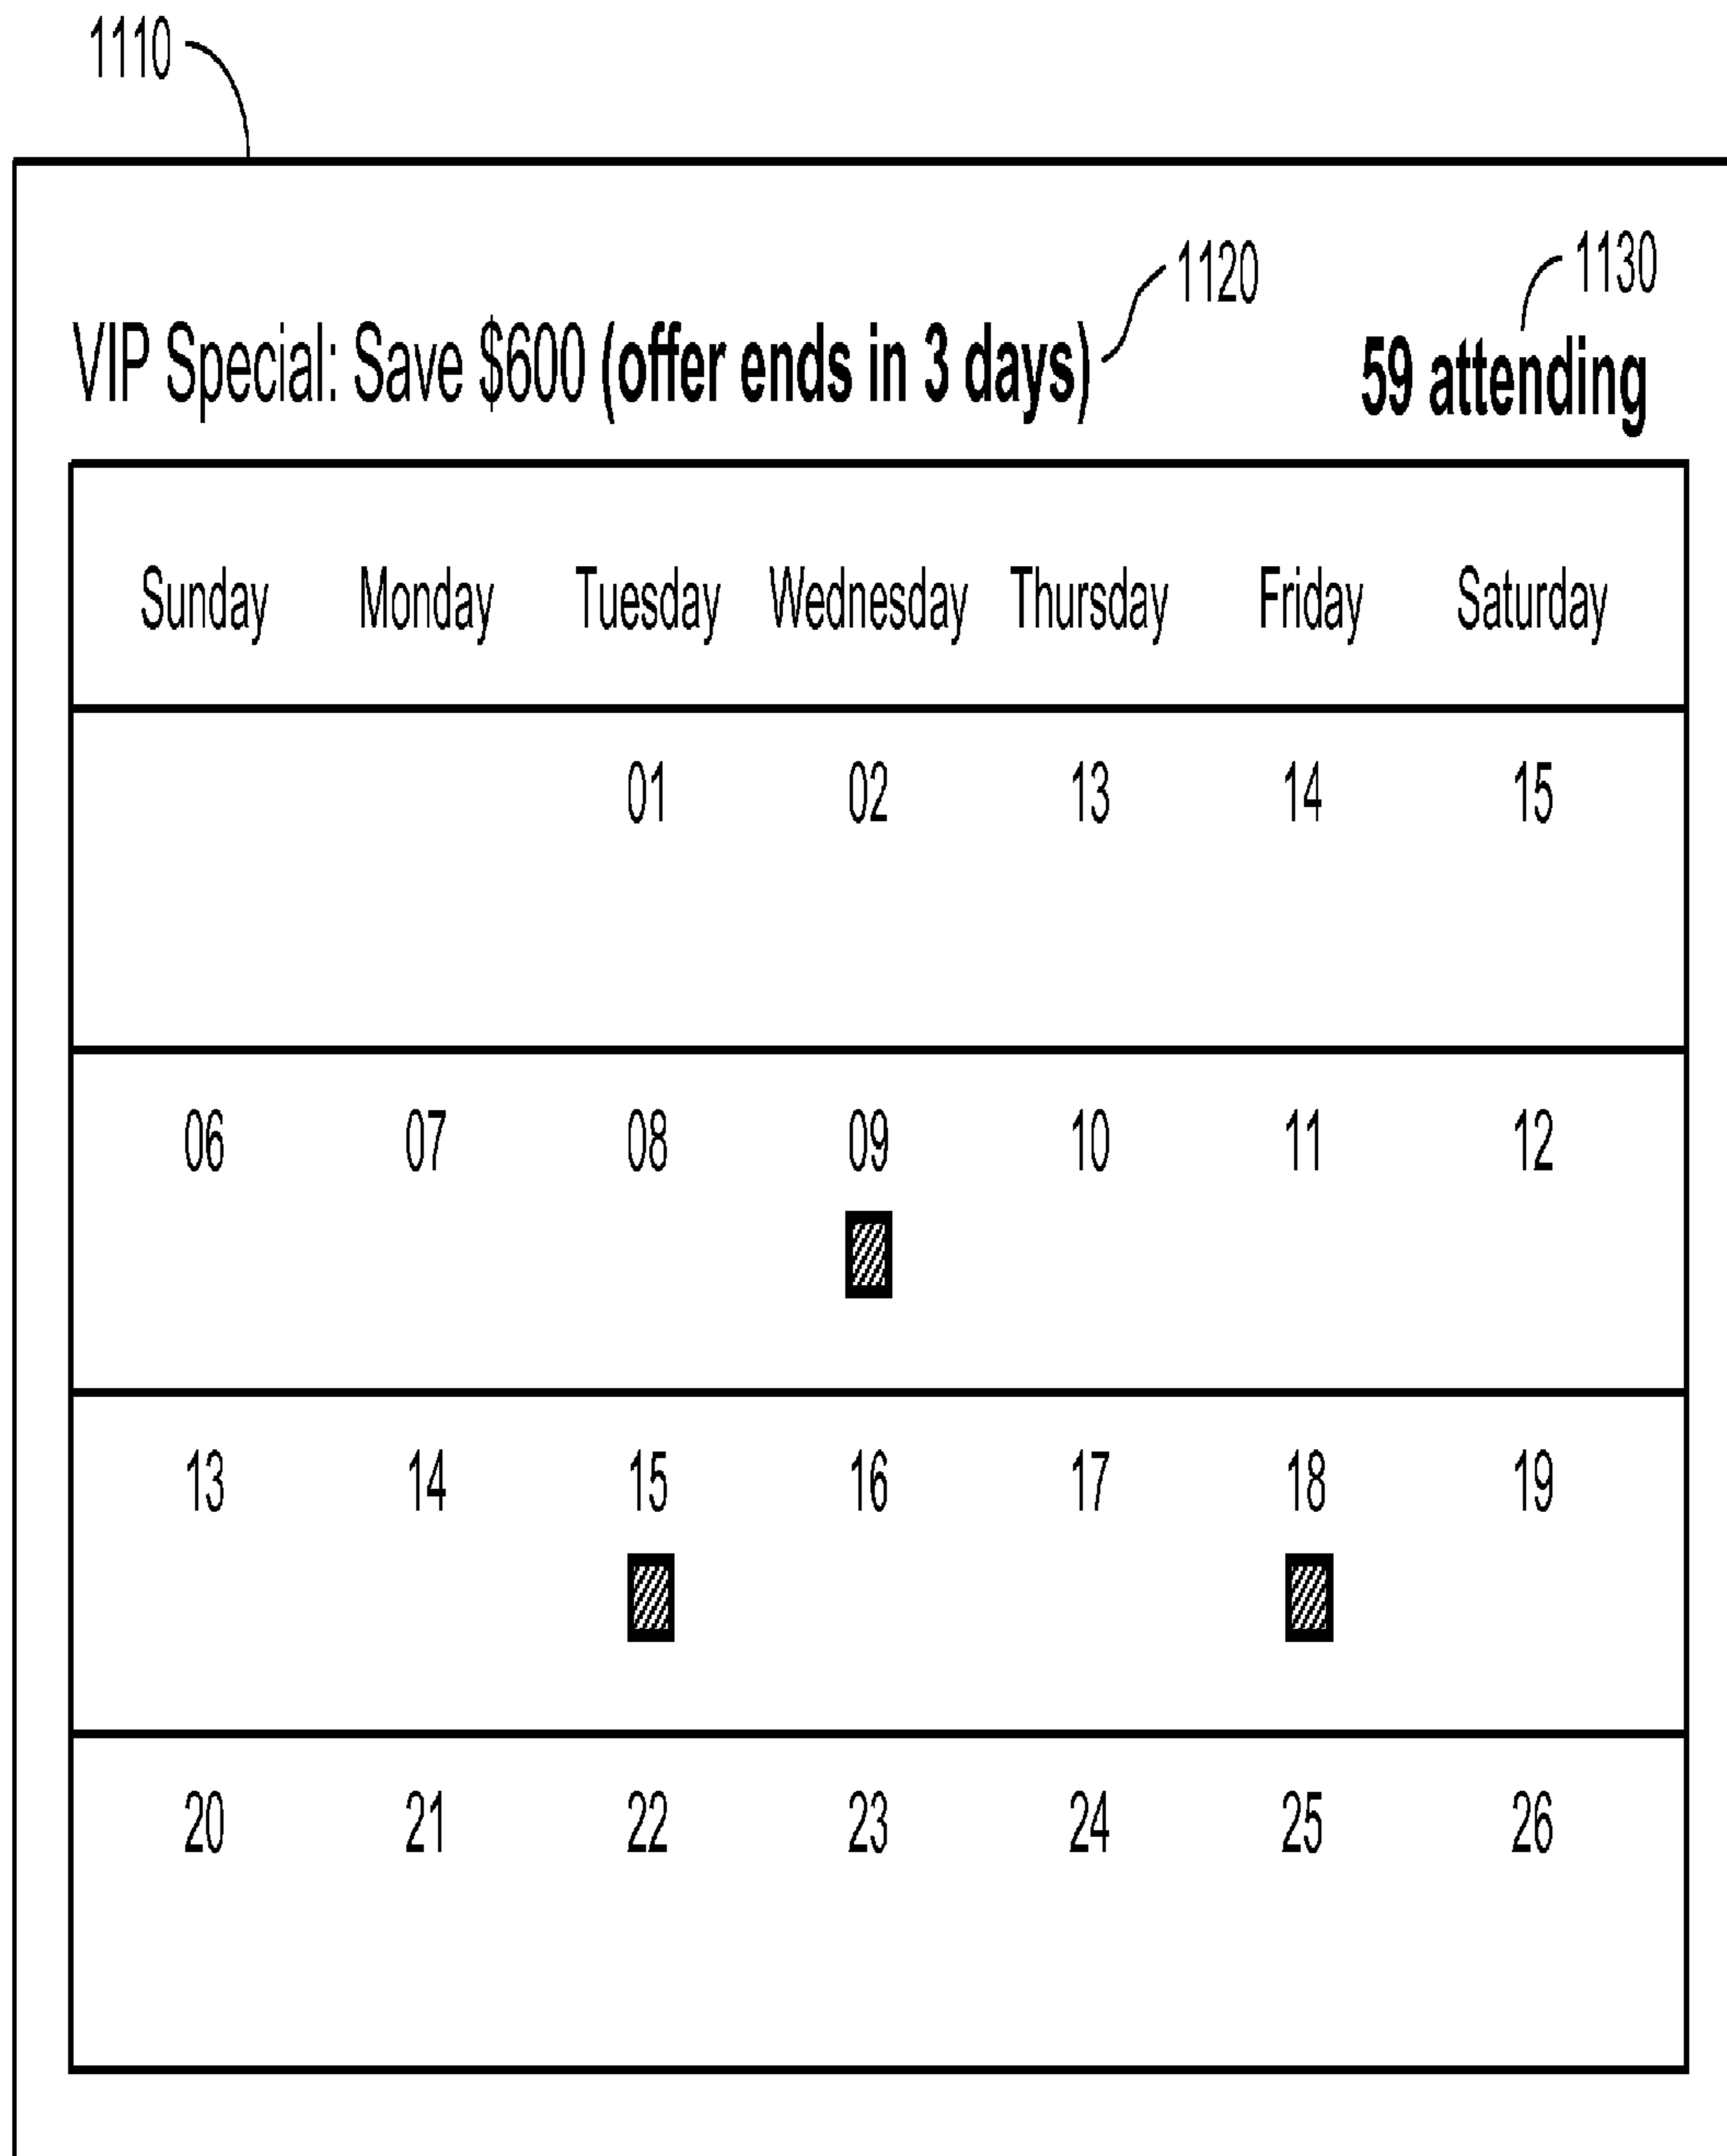 1110
1120
1130
VIP Special: Save $600 (offer ends in 3 days)
59 attending
Sunday Monday Tuesday Wednesday Thursday Friday Saturday
01 02 13 14 15
06 07 08 09 10 11 12
13 14 15 16 17 18 19
20 21 22 23 24 25 26